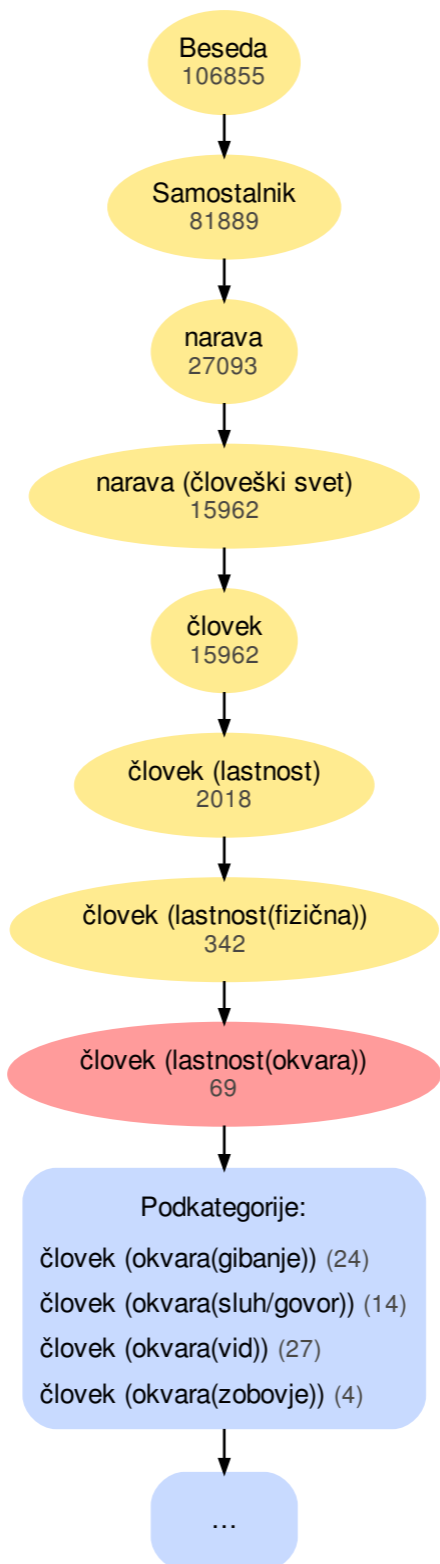 Beseda
106855
Samostalnik
81889
narava
27093
narava (človeški svet)
15962
človek
15962
človek (lastnost)
2018
človek (lastnost(fizična))
342
človek (lastnost(okvara))
69
Podkategorije:
človek (okvara(gibanje)) (24)
človek (okvara(sluh/govor)) (14)
človek (okvara(vid)) (27)
človek (okvara(zobovje)) (4)
...